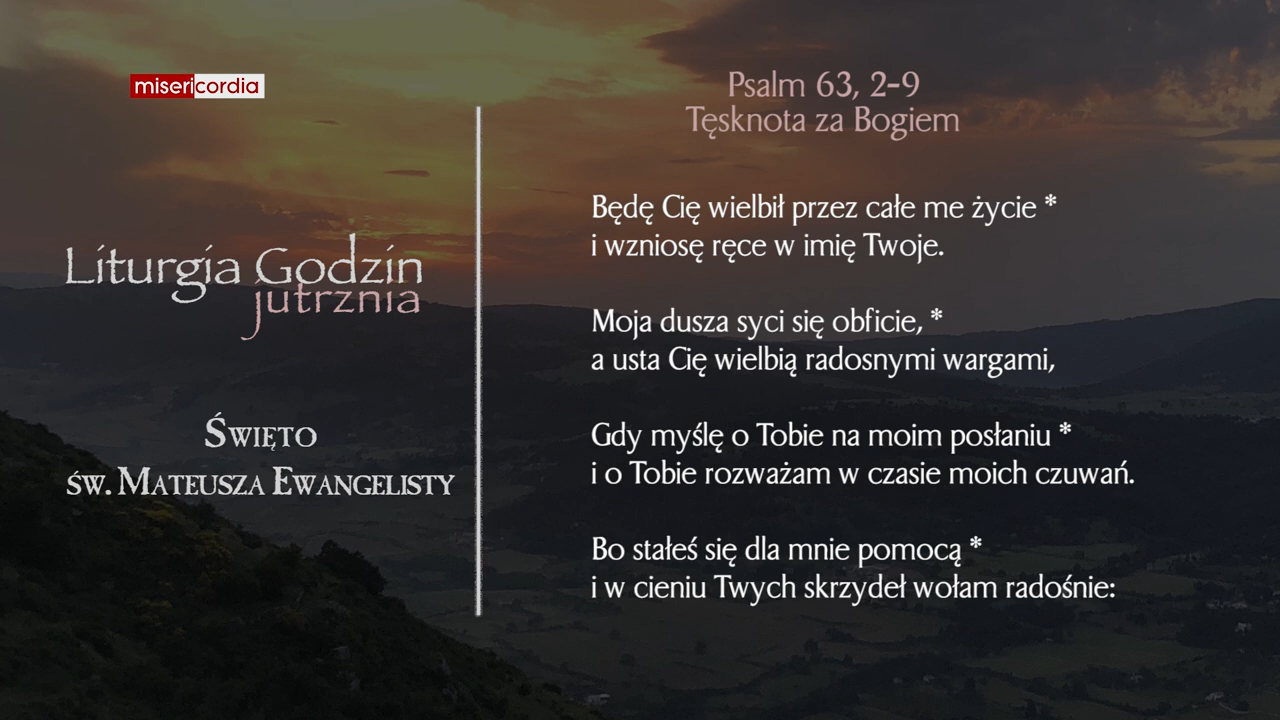 misericordia
Liturgia Godzin
jutrznia
Święto
św. Mateusza Ewangelisty
Psalm 63, 2-9
Tęsknota za Bogiem
Będę Cię wielbił przez całe me życie *
i wzniosę ręce w imię Twoje.
Moja dusza syci się obficie, *
a usta Cię wielbią radosnymi wargami,
Gdy myślę o Tobie na moim posłaniu *
i o Tobie rozważam w czasie moich czuwań.
Bo stałeś się dla mnie pomocą *
i w cieniu Twych skrzydeł wołam radośnie: